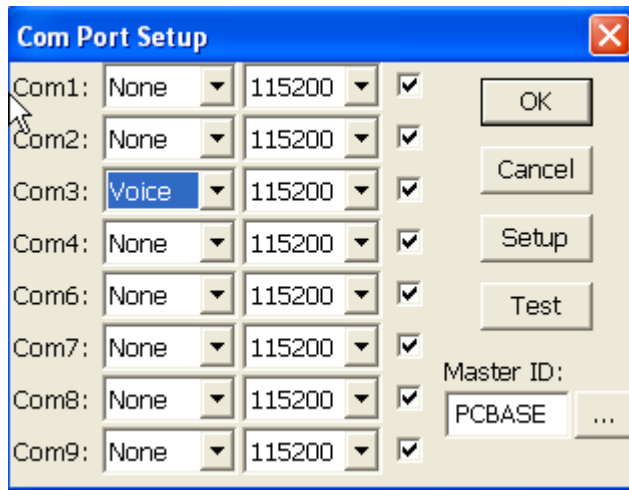 Com Port Setup
Com1: None 115200
OK
Com2: None 115200
Com3: Voice 115200
Cancel
Com4: None 115200
Setup
Com6: None 115200
Test
Com7: None 115200
Master ID:
Com8: None 115200
PCBASE ...
Com9: None 115200